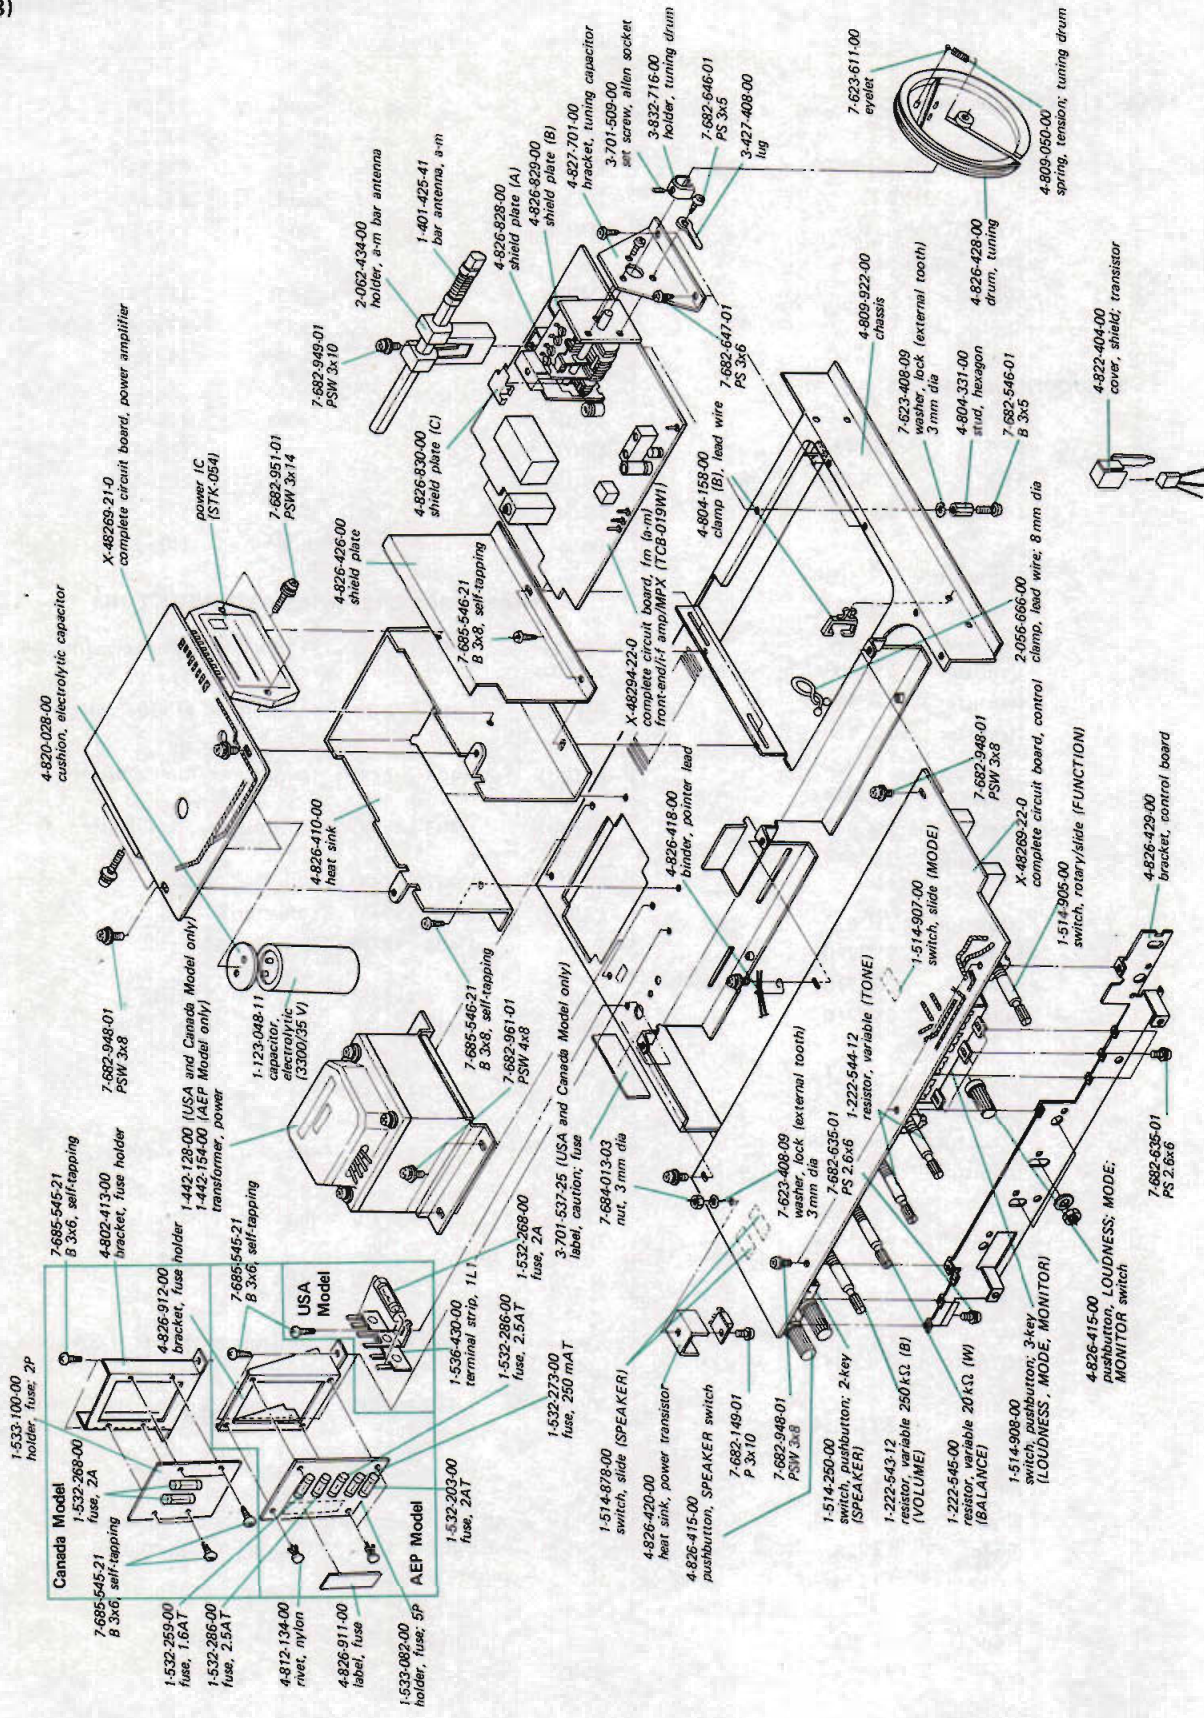 3)
Canada Model
1-533-100-00
holder, fuse; 2P
1-532-268-00
fuse, 2A
7-685-545-21
B 3x6, self-tapping
7-685-545-21
B 3x6, self-tapping
4-802-413-00
bracket, fuse holder
4-826-912-00
bracket, fuse holder
7-685-545-21
B 3x6, self-tapping
USA
Model
1-532-259-00
fuse, 1.6AT
1-532-286-00
fuse, 2.5AT
4-812-134-00
rivet, nylon
4-826-911-00
label, fuse
1-533-082-00
holder, fuse; 5P
AEP Model
1-532-203-00
fuse, 2AT
1-532-273-00
fuse, 250 mAT
1-532-286-00
fuse, 2.5AT
1-536-430-00
terminal strip, 1L1
1-532-268-00
fuse, 2A
3-701-537-25 (USA and Canada Model only)
label, caution; fuse
7-682-948-01
PSW 3x8
1-442-128-00 (USA and Canada Model only)
1-442-154-00 (AEP Model only)
transformer, power
1-123-048-11
capacitor,
electrolytic
(3300/35 V)
4-820-028-00
cushion, electrolytic capacitor
X-48269-21-0
complete circuit board, power amplifier
power IC
(STK-054)
7-682-951-01
PSW 3x14
4-826-410-00
heat sink
7-685-546-21
B 3x8, self-tapping
7-682-961-01
PSW 4x8
4-826-426-00
shield plate
7-685-546-21
B 3x8, self-tapping
7-682-949-01
PSW 3x10
2-062-434-00
holder, a-m bar antenna
1-401-425-41
bar antenna, a-m
4-826-830-00
shield plate (C)
4-826-828-00
shield plate (A)
4-826-829-00
shield plate (B)
4-827-701-00
bracket, tuning capacitor
3-701-509-00
set screw, allen socket
3-832-716-00
holder, tuning drum
7-682-646-01
PS 3x5
3-427-408-00
lug
7-682-647-01
PS 3x6
7-623-611-00
eyelet
4-809-050-00
spring, tension; tuning drum
4-826-428-00
drum, tuning
X-48294-22-0
complete circuit board, fm (a-m)
front-end/i-f amp/MPX (TCB-019W1)
4-804-158-00
clamp (B), lead wire
4-809-922-00
chassis
7-623-408-09
washer, lock (external tooth)
3 mm dia
4-804-331-00
stud, hexagon
7-682-546-01
B 3x5
4-822-404-00
cover, shield; transistor
2-056-666-00
clamp, lead wire; 8 mm dia
4-826-418-00
binder, pointer lead
7-682-948-01
PSW 3x8
X-48269-22-0
complete circuit board, control
1-514-907-00
switch, slide (MODE)
1-514-905-00
switch, rotary/slide (FUNCTION)
4-826-429-00
bracket, control board
7-684-013-03
nut, 3 mm dia
7-623-408-09
washer, lock (external tooth)
3 mm dia
7-682-635-01
PS 2.6x6
1-222-544-12
resistor, variable (TONE)
1-514-878-00
switch, slide (SPEAKER)
4-826-420-00
heat sink, power transistor
4-826-415-00
pushbutton, SPEAKER switch
7-682-149-01
P 3x10
7-682-948-01
PSW 3x8
1-514-250-00
switch, pushbutton; 2-key
(SPEAKER)
1-222-543-12
resistor, variable 250 kΩ (B)
(VOLUME)
1-222-545-00
resistor, variable 20 kΩ (W)
(BALANCE)
1-514-908-00
switch, pushbutton; 3-key
(LOUDNESS, MODE, MONITOR)
4-826-415-00
pushbutton, LOUDNESS; MODE;
MONITOR switch
7-682-635-01
PS 2.6x6